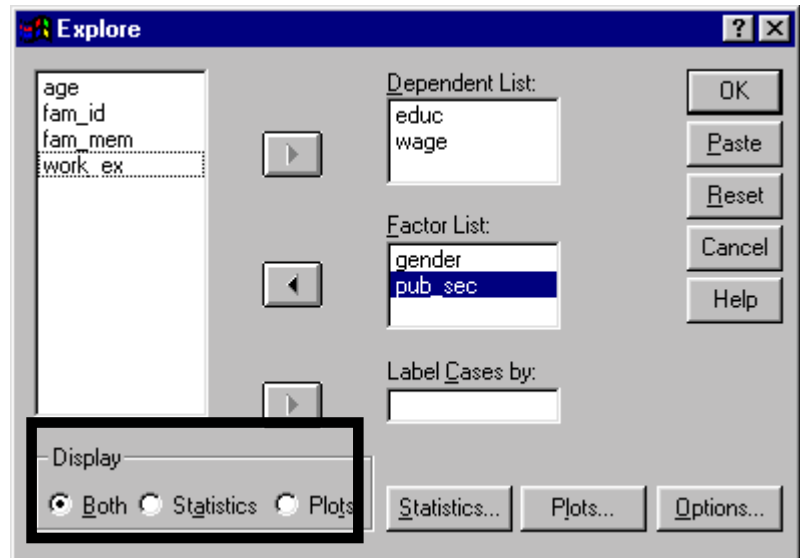 Explore
age
fam_id
fam_mem
work_ex
Dependent List:
educ
wage
Factor List:
gender
pub_sec
Label Cases by:
OK
Paste
Reset
Cancel
Help
Display
Both Statistics Plots
Statistics... Plots... Options...